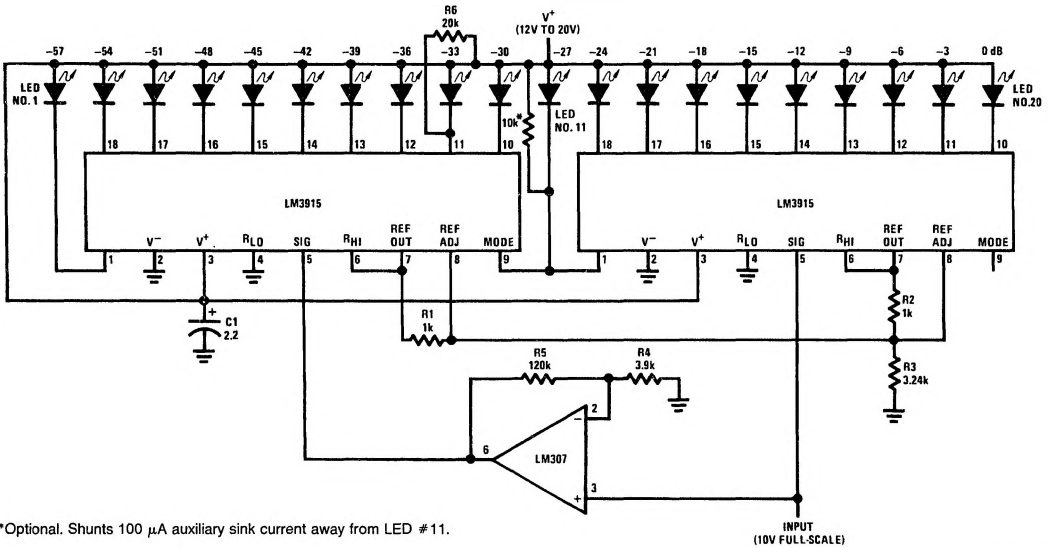 R6
20k
V+
(12V TO 20V)
−57 −54 −51 −48 −45 −42 −39 −36 −33 −30 −27 −24 −21 −18 −15 −12 −9 −6 −3 0 dB
LED
NO. 1
10k*
LED
NO. 11
LED
NO.20
18 17 16 15 14 13 12 11 10
18 17 16 15 14 13 12 11 10
LM3915
LM3915
V− V+ RLO SIG RHI REF OUT REF ADJ MODE
V− V+ RLO SIG RHI REF OUT REF ADJ MODE
1 2 3 4 5 6 7 8 9
1 2 3 4 5 6 7 8 9
+
C1
2.2
R1
1k
R2
1k
R3
3.24k
R5
120k
R4
3.9k
2
−
6
LM307
+
3
INPUT
(10V FULL-SCALE)
*Optional. Shunts 100 μA auxiliary sink current away from LED #11.